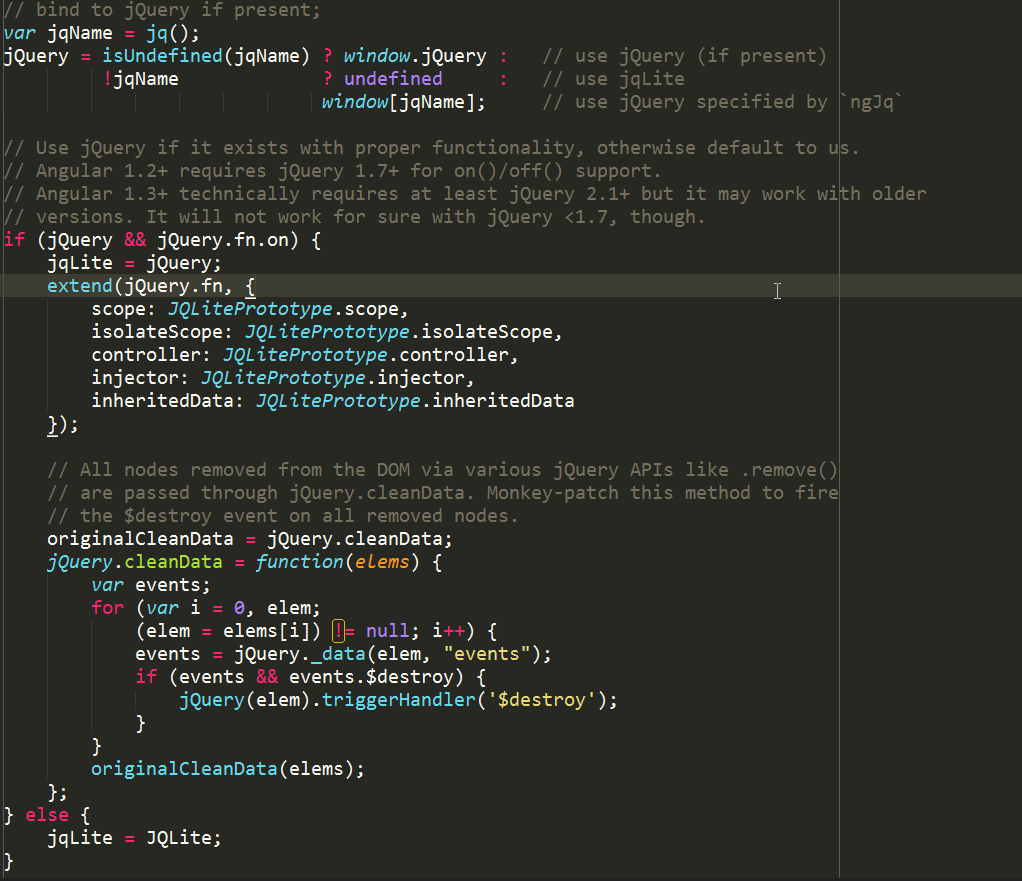 // bind to jQuery if present;
var jqName = jq();
jQuery = isUndefined(jqName) ? window.jQuery :   // use jQuery (if present)
         !jqName             ? undefined     :   // use jqLite
                             window[jqName];     // use jQuery specified by `ngJq`

// Use jQuery if it exists with proper functionality, otherwise default to us.
// Angular 1.2+ requires jQuery 1.7+ for on()/off() support.
// Angular 1.3+ technically requires at least jQuery 2.1+ but it may work with older
// versions. It will not work for sure with jQuery <1.7, though.
if (jQuery && jQuery.fn.on) {
    jqLite = jQuery;
    extend(jQuery.fn, {
        scope: JQLitePrototype.scope,
        isolateScope: JQLitePrototype.isolateScope,
        controller: JQLitePrototype.controller,
        injector: JQLitePrototype.injector,
        inheritedData: JQLitePrototype.inheritedData
    });

    // All nodes removed from the DOM via various jQuery APIs like .remove()
    // are passed through jQuery.cleanData. Monkey-patch this method to fire
    // the $destroy event on all removed nodes.
    originalCleanData = jQuery.cleanData;
    jQuery.cleanData = function(elems) {
        var events;
        for (var i = 0, elem;
            (elem = elems[i]) != null; i++) {
            events = jQuery._data(elem, "events");
            if (events && events.$destroy) {
                jQuery(elem).triggerHandler('$destroy');
            }
        }
        originalCleanData(elems);
    };
} else {
    jqLite = JQLite;
}